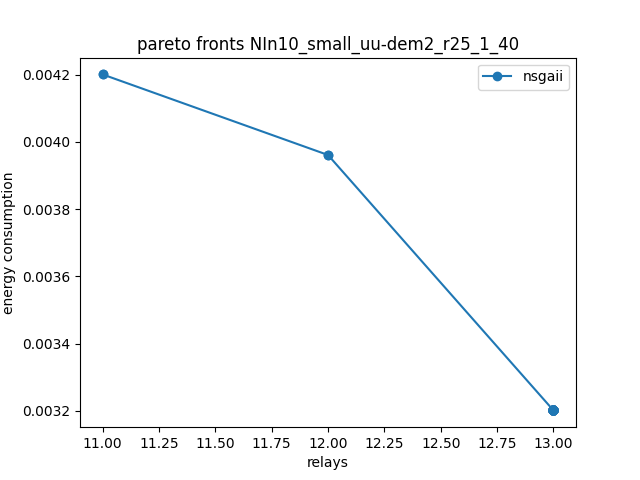 pareto fronts NIn10_small_uu-dem2_r25_1_40
nsgaii
energy consumption
0.0042
0.0040
0.0038
0.0036
0.0034
0.0032
11.00 11.25 11.50 11.75 12.00 12.25 12.50 12.75 13.00
relays